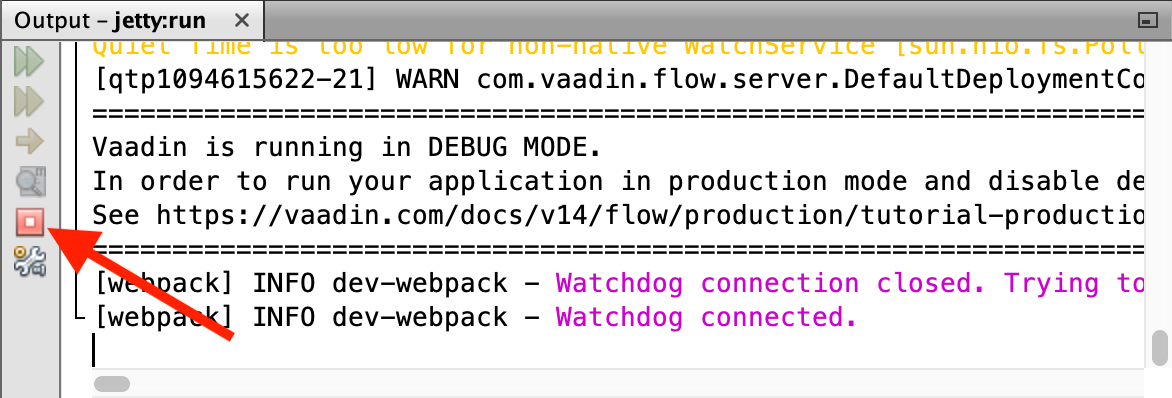 Output – jetty:run
Quiet Time is too low for non-native WatchService [sun.nio.fs.Poll
[qtp1094615622-21] WARN com.vaadin.flow.server.DefaultDeploymentCo
==================================================================
Vaadin is running in DEBUG MODE.
In order to run your application in production mode and disable de
See https://vaadin.com/docs/v14/flow/production/tutorial-productio
==================================================================
[webpack] INFO dev-webpack - Watchdog connection closed. Trying to
[webpack] INFO dev-webpack - Watchdog connected.